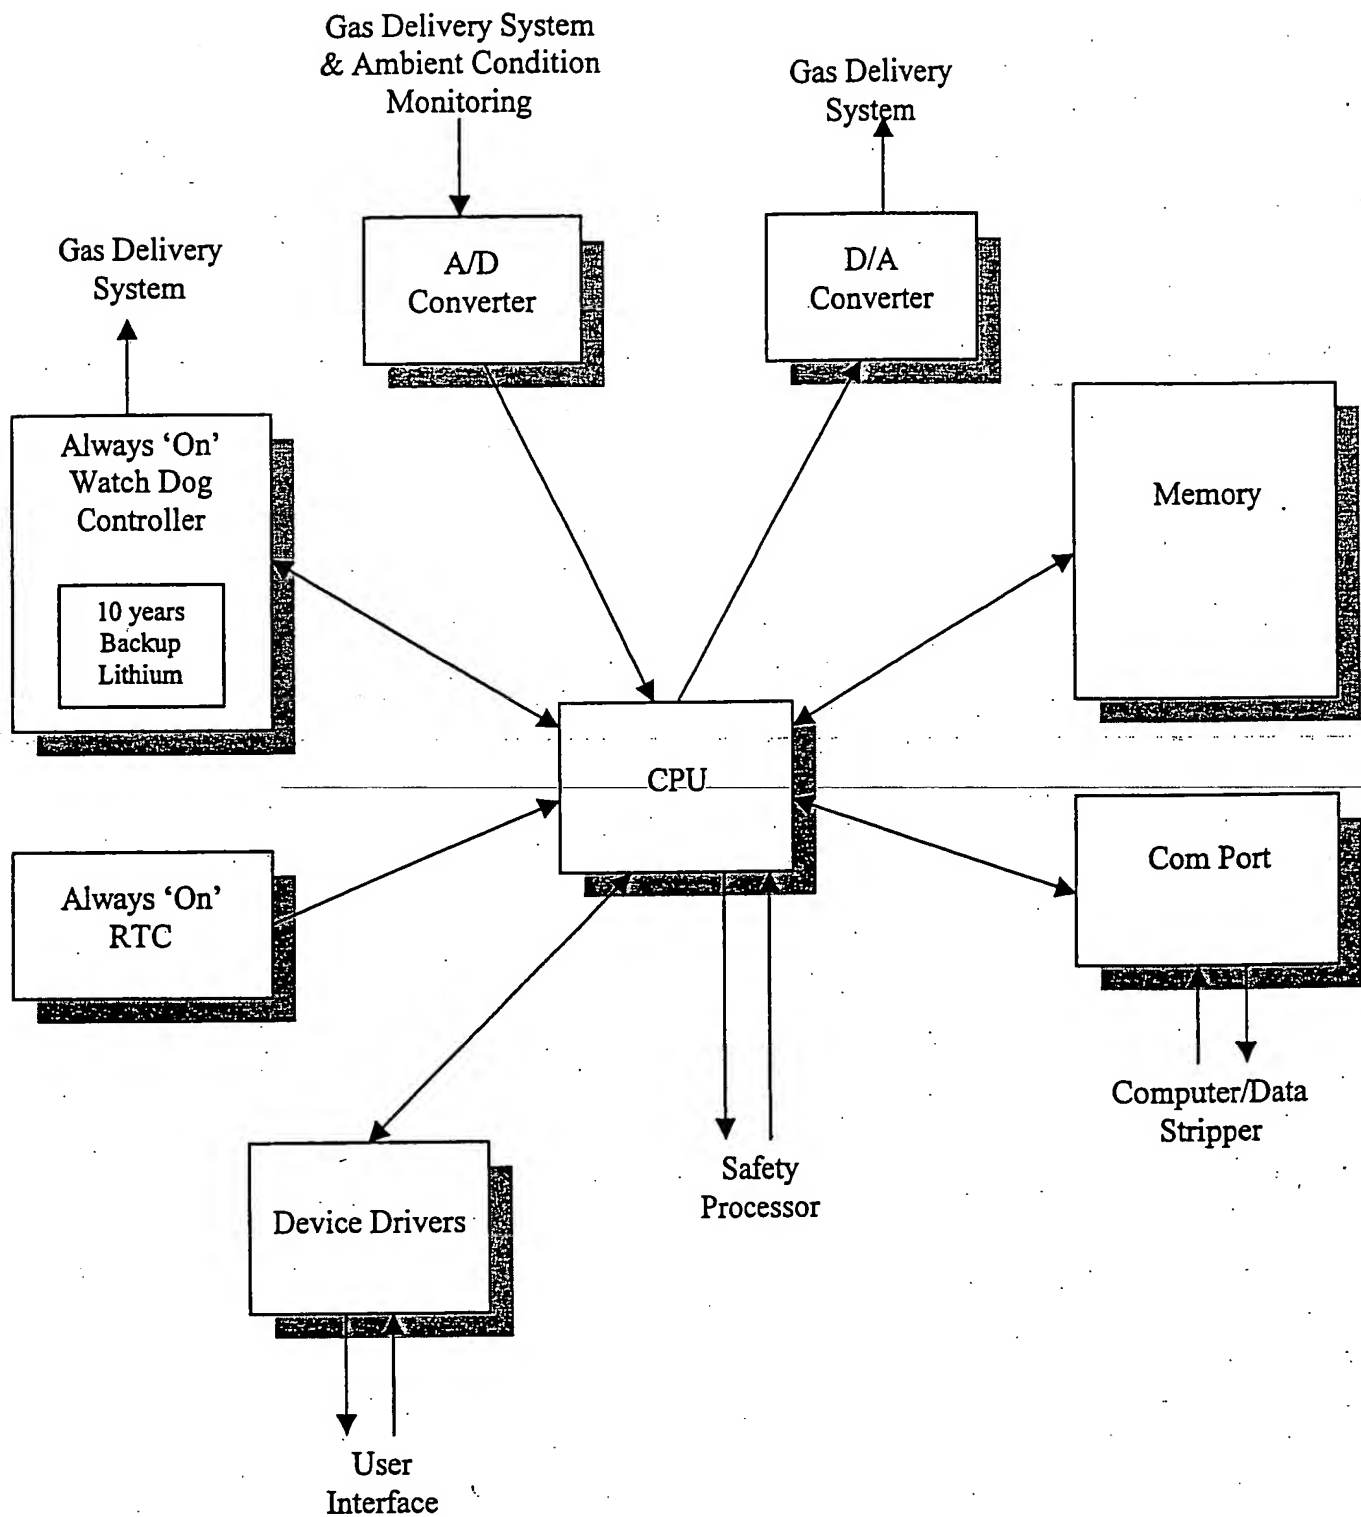 Gas Delivery System
& Ambient Condition
Monitoring
Gas Delivery
System
Gas Delivery
System
A/D
Converter
D/A
Converter
Always ‘On’
Watch Dog
Controller
10 years
Backup
Lithium
Memory
CPU
Com Port
Always ‘On’
RTC
Computer/Data
Stripper
Safety
Processor
Device Drivers
User
Interface